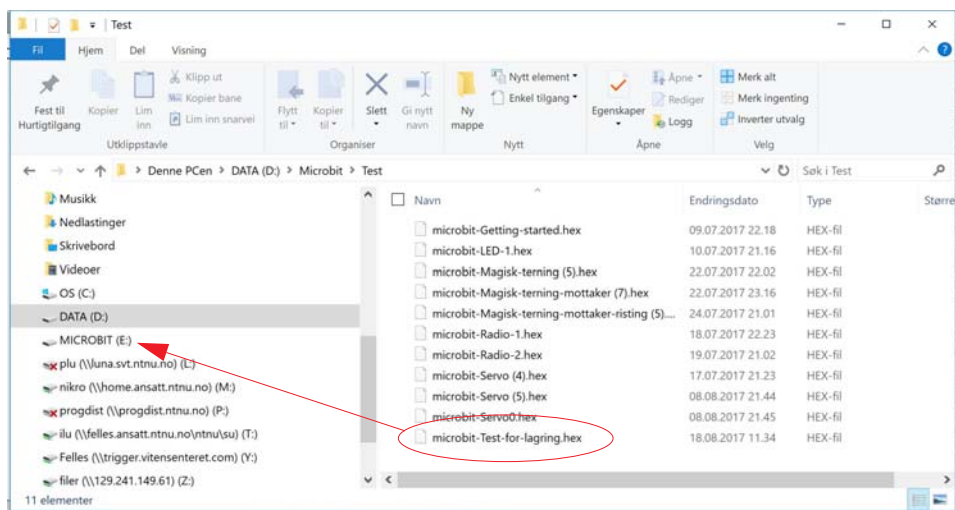 Test
Fil Hjem Del Visning
Fest til Hurtigtilgang
Kopier
Lim inn
Klipp ut
Kopier bane
Lim inn snarvei
Utklippstavle
Flytt til
Kopier til
Slett
Gi nytt navn
Organiser
Ny mappe
Nytt element
Enkel tilgang
Nytt
Egenskaper
Åpne
Rediger
Logg
Åpne
Merk alt
Merk ingenting
Inverter utvalg
Velg
Denne PCen > DATA (D:) > Microbit > Test
Søk i Test
Musikk
Nedlastinger
Skrivebord
Videoer
OS (C:)
DATA (D:)
MICROBIT (E:)
plu (\\luna.svt.ntnu.no) (L:)
nikro (\\home.ansatt.ntnu.no) (M:)
progdist (\\progdist.ntnu.no) (P:)
ilu (\\felles.ansatt.ntnu.no\ntnu\su) (T:)
Felles (\\trigger.vitensenteret.com) (Y:)
filer (\\129.241.149.61) (Z:)
Navn Endringsdato Type Større
microbit-Getting-started.hex 09.07.2017 22.18 HEX-fil
microbit-LED-1.hex 10.07.2017 21.16 HEX-fil
microbit-Magisk-terning (5).hex 22.07.2017 22.02 HEX-fil
microbit-Magisk-terning-mottaker (7).hex 22.07.2017 23.16 HEX-fil
microbit-Magisk-terning-mottaker-risting (5).... 24.07.2017 21.01 HEX-fil
microbit-Radio-1.hex 18.07.2017 22.23 HEX-fil
microbit-Radio-2.hex 19.07.2017 21.02 HEX-fil
microbit-Servo (4).hex 17.07.2017 21.23 HEX-fil
microbit-Servo (5).hex 08.08.2017 21.44 HEX-fil
microbit-Servo0.hex 08.08.2017 21.45 HEX-fil
microbit-Test-for-lagring.hex 18.08.2017 11.34 HEX-fil
11 elementer